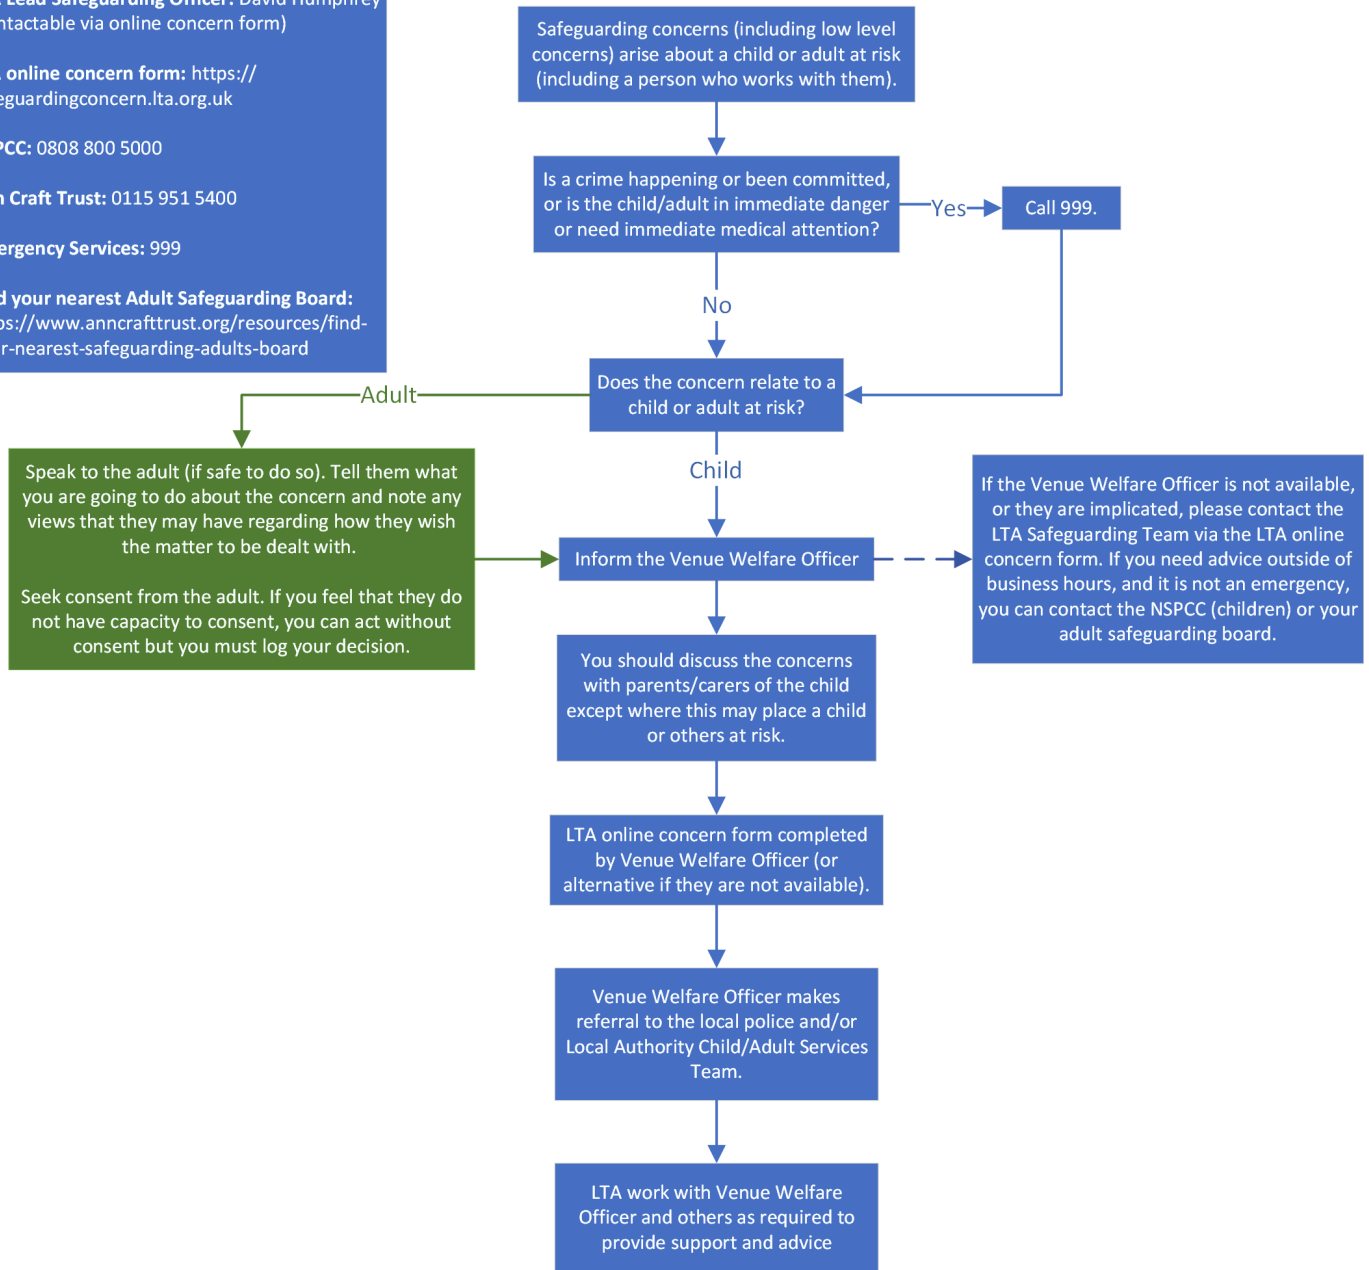 Lead Safeguarding Officer: David Humphrey
ntactable via online concern form)
online concern form: https://
eguardingconcern.lta.org.uk
PCC: 0808 800 5000
n Craft Trust: 0115 951 5400
ergency Services: 999
d your nearest Adult Safeguarding Board:
ps://www.anncrafttrust.org/resources/find-
r-nearest-safeguarding-adults-board
Safeguarding concerns (including low level
concerns) arise about a child or adult at risk
(including a person who works with them).
Is a crime happening or been committed,
or is the child/adult in immediate danger
or need immediate medical attention?
Yes
Call 999.
No
Does the concern relate to a
child or adult at risk?
Adult
Child
Speak to the adult (if safe to do so). Tell them what
you are going to do about the concern and note any
views that they may have regarding how they wish
the matter to be dealt with.
Seek consent from the adult. If you feel that they do
not have capacity to consent, you can act without
consent but you must log your decision.
Inform the Venue Welfare Officer
If the Venue Welfare Officer is not available,
or they are implicated, please contact the
LTA Safeguarding Team via the LTA online
concern form. If you need advice outside of
business hours, and it is not an emergency,
you can contact the NSPCC (children) or your
adult safeguarding board.
You should discuss the concerns
with parents/carers of the child
except where this may place a child
or others at risk.
LTA online concern form completed
by Venue Welfare Officer (or
alternative if they are not available).
Venue Welfare Officer makes
referral to the local police and/or
Local Authority Child/Adult Services
Team.
LTA work with Venue Welfare
Officer and others as required to
provide support and advice